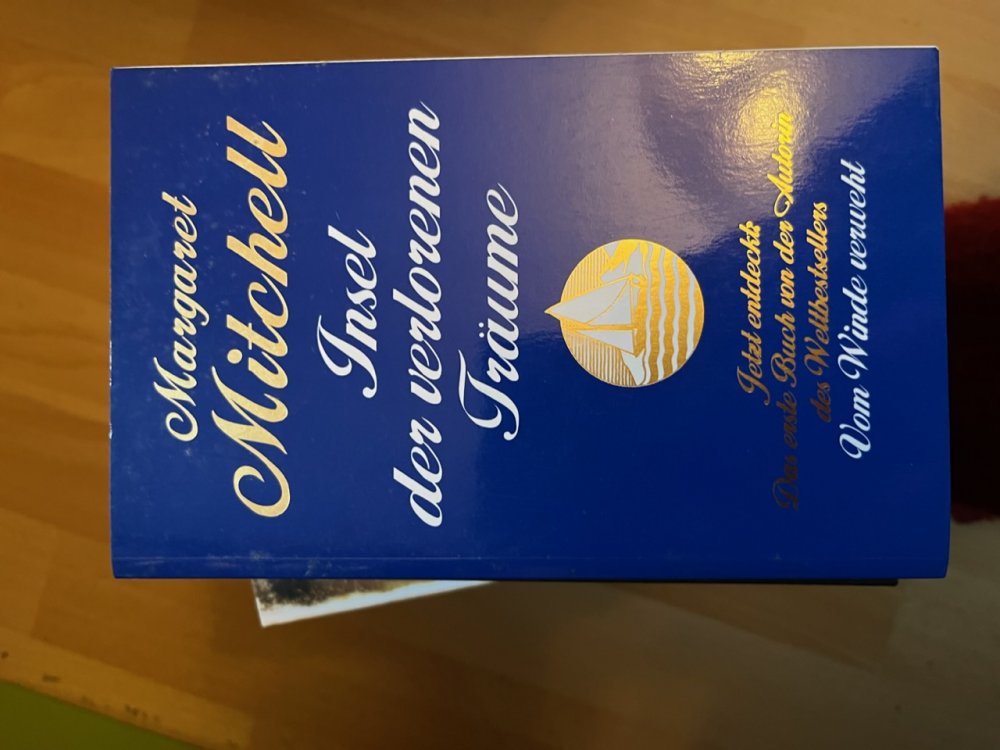 Margaret
Mitchell
Insel
der verlorenen
Träume
Jetzt entdeckt:
Das erste Buch von der Autorin
des Weltbestsellers
Vom Winde verweht